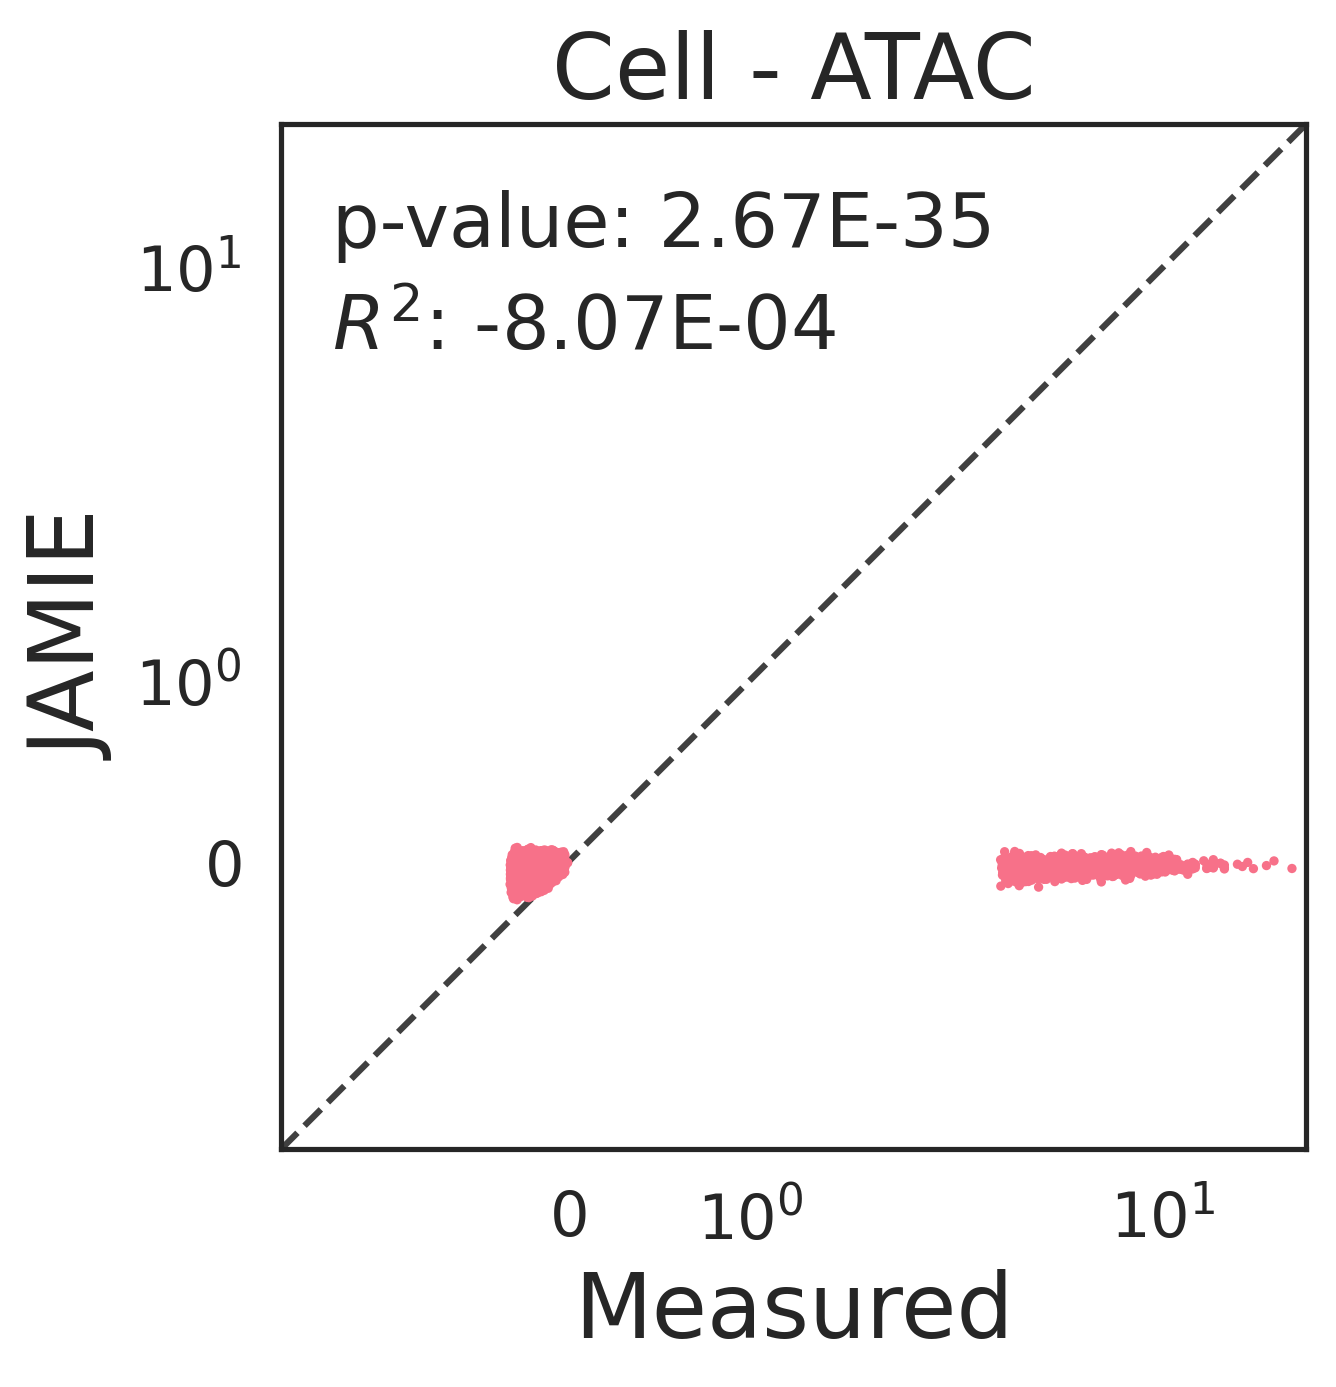 Cell - ATAC
p-value: 2.67E-35
R²: -8.07E-04
JAMIE
10¹
10⁰
0
0
10⁰
10¹
Measured